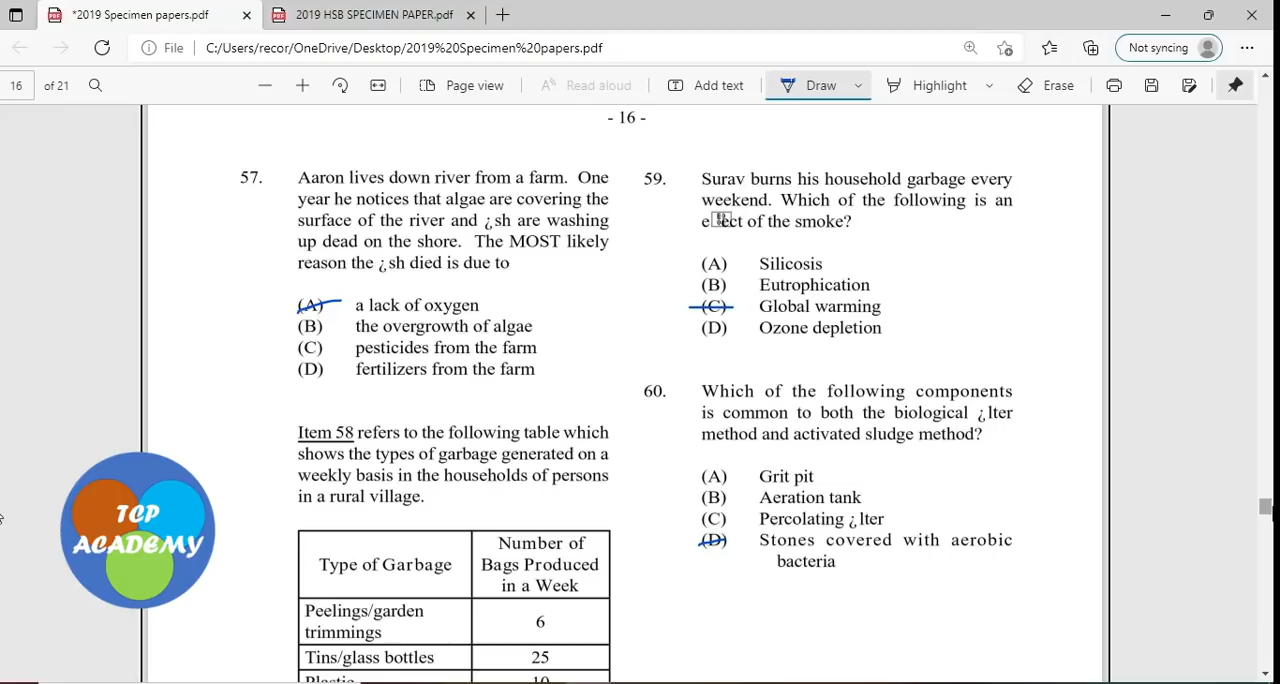 *2019 Specimen papers.pdf
2019 HSB SPECIMEN PAPER.pdf
File
C:/Users/recor/OneDrive/Desktop/2019%20Specimen%20papers.pdf
Not syncing
16 of 21
Page view
Read aloud
Add text
Draw
Highlight
Erase
- 16 -
57. Aaron lives down river from a farm. One
year he notices that algae are covering the
surface of the river and ¿sh are washing
up dead on the shore. The MOST likely
reason the ¿sh died is due to
(A) a lack of oxygen
(B) the overgrowth of algae
(C) pesticides from the farm
(D) fertilizers from the farm
Item 58 refers to the following table which
shows the types of garbage generated on a
weekly basis in the households of persons
in a rural village.
Type of Garbage
Number of
Bags Produced
in a Week
Peelings/garden
trimmings
6
Tins/glass bottles 25
Plastic 10
59. Surav burns his household garbage every
weekend. Which of the following is an
e ect of the smoke?
(A) Silicosis
(B) Eutrophication
(C) Global warming
(D) Ozone depletion
60. Which of the following components
is common to both the biological ¿lter
method and activated sludge method?
(A) Grit pit
(B) Aeration tank
(C) Percolating ¿lter
(D) Stones covered with aerobic
bacteria
TCP
ACADEMY